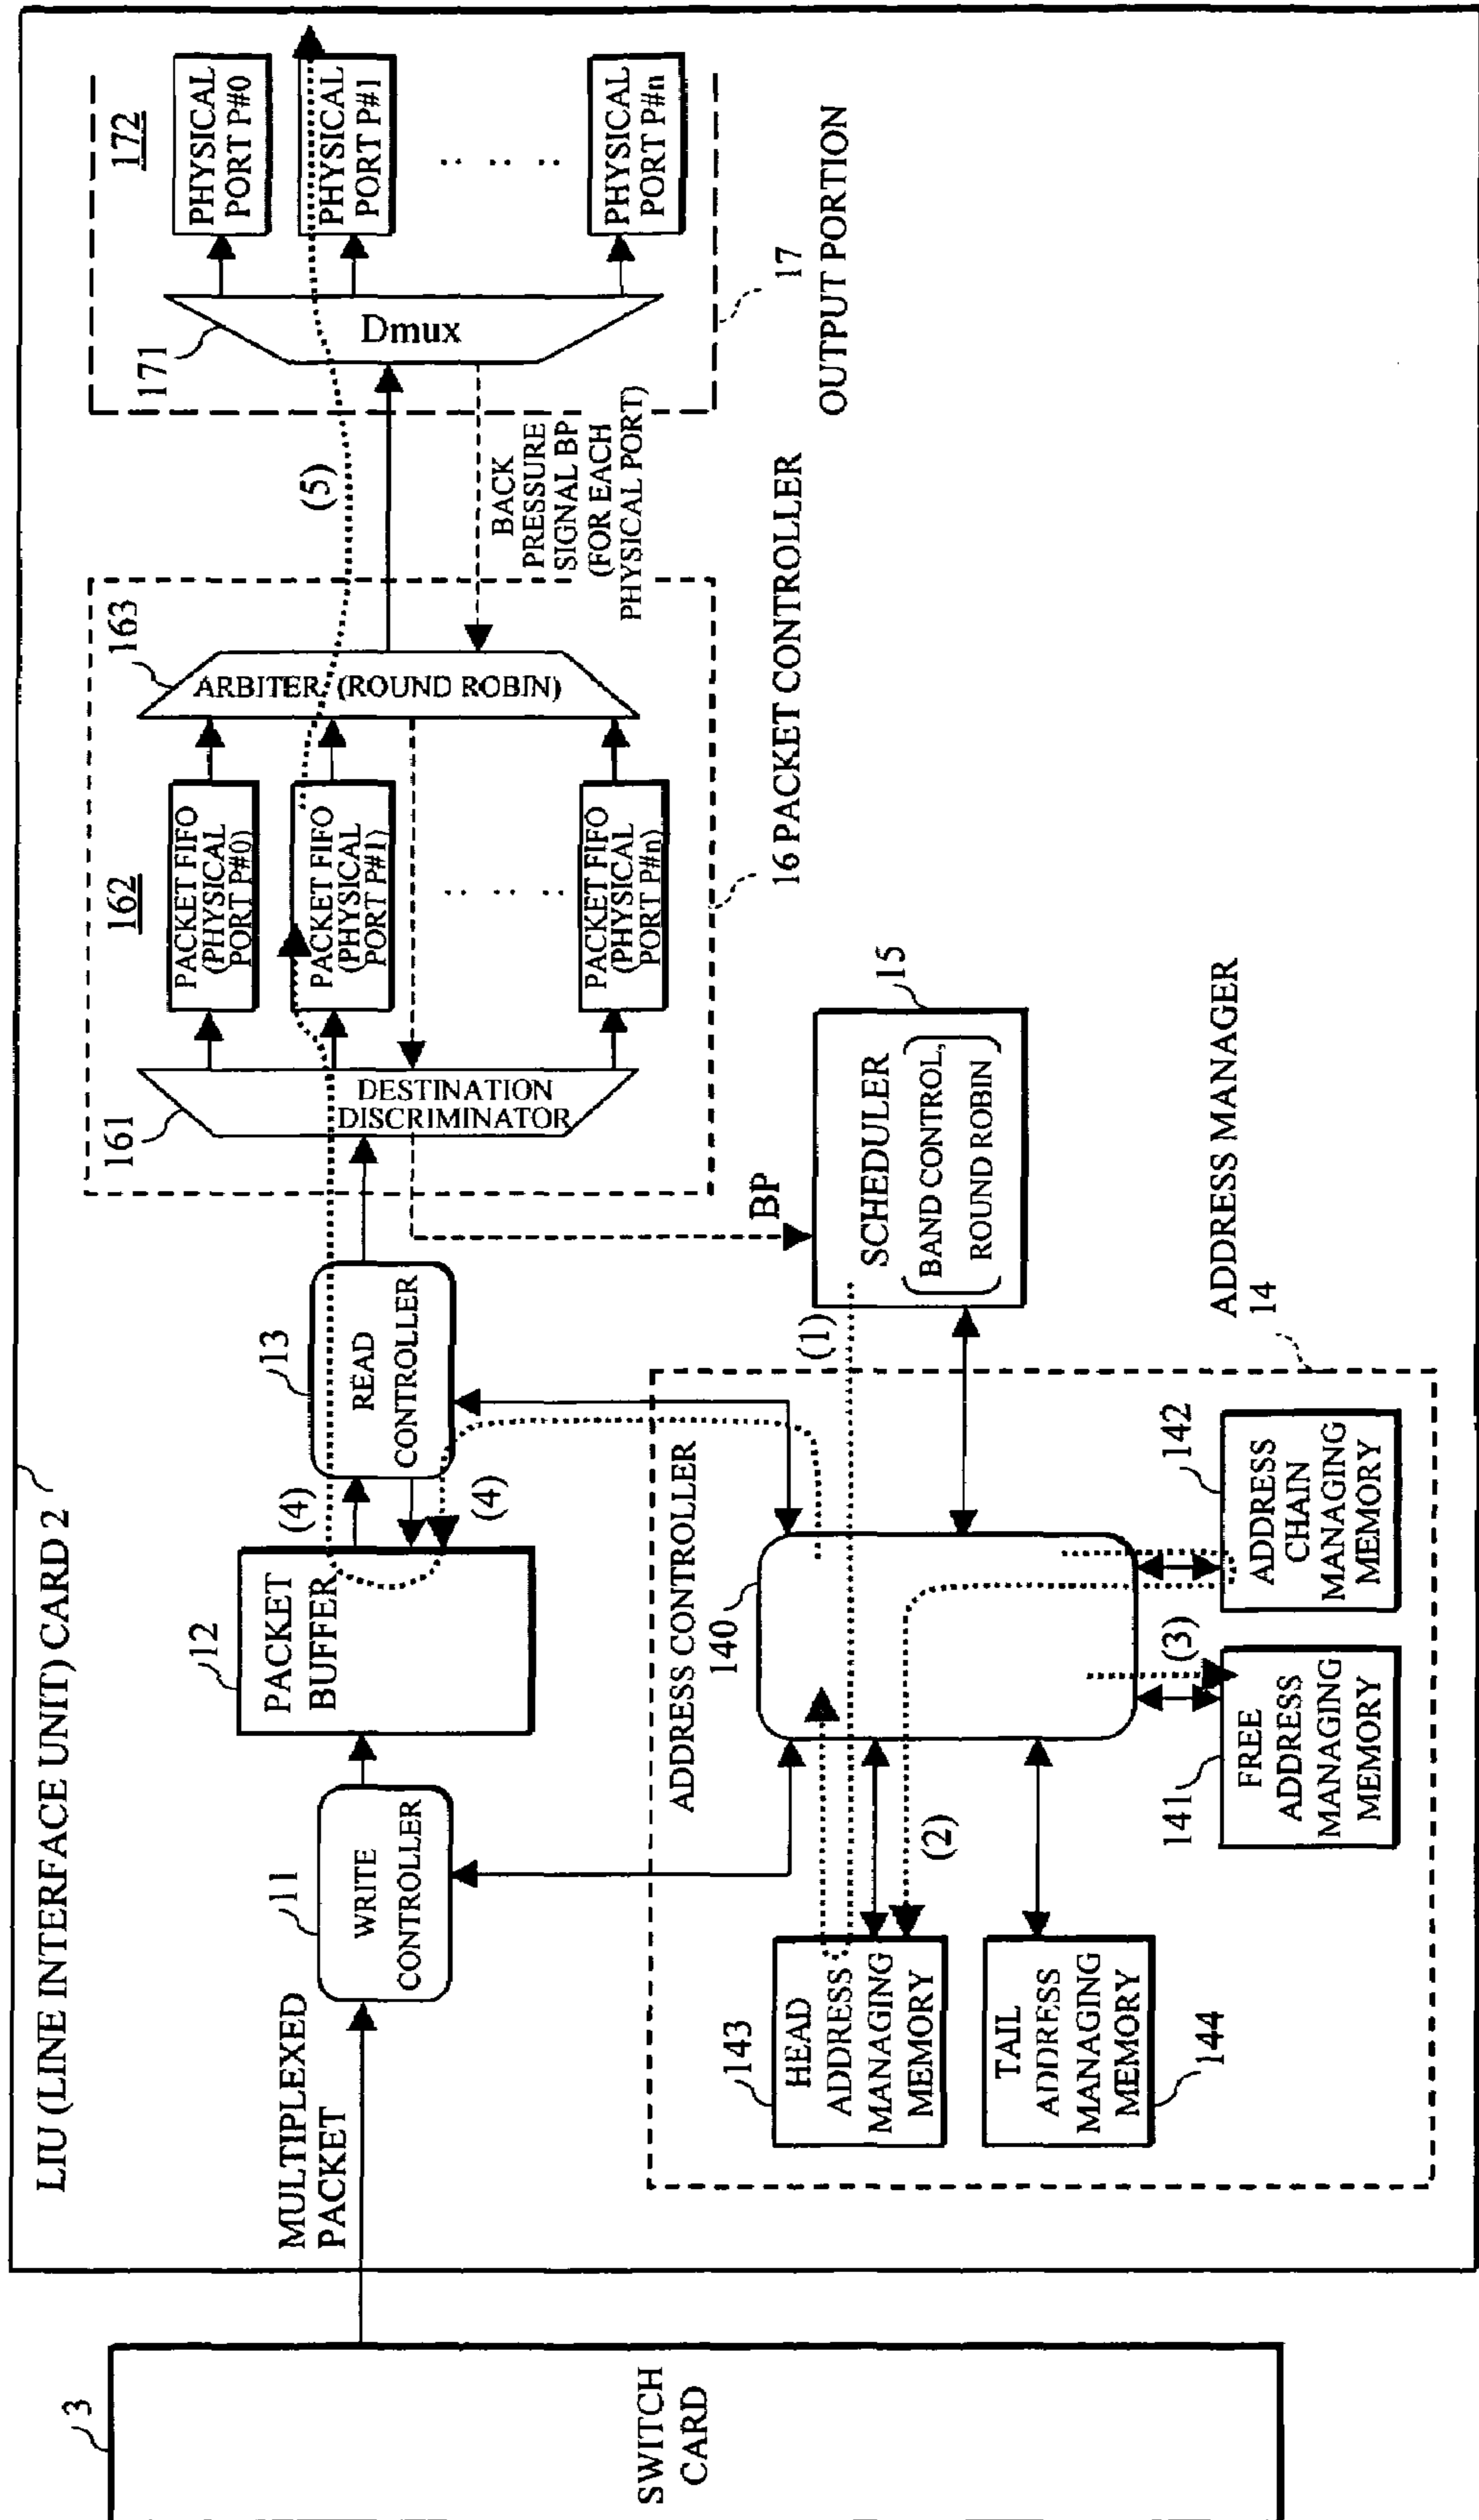 LIU (LINE INTERFACE UNIT) CARD 2
3
SWITCH
CARD
MULTIPLEXED
PACKET
11
WRITE
CONTROLLER
12
PACKET
BUFFER
(4)
(4)
13
READ
CONTROLLER
161
DESTINATION
DISCRIMINATOR
162
PACKET FIFO
(PHYSICAL
PORT P#0)
PACKET FIFO
(PHYSICAL
PORT P#1)
. . . .
PACKET FIFO
(PHYSICAL
PORT P#n)
163
ARBITER (ROUND ROBIN)
16 PACKET CONTROLLER
(5)
BACK
PRESSURE
SIGNAL BP
(FOR EACH
PHYSICAL PORT)
171
Dmux
172
PHYSICAL
PORT P#0
PHYSICAL
PORT P#1
. . . .
PHYSICAL
PORT P#n
17
OUTPUT PORTION
BP
15
SCHEDULER
BAND CONTROL,
ROUND ROBIN
(1)
ADDRESS MANAGER
14
ADDRESS CONTROLLER
140
143
HEAD
ADDRESS
MANAGING
MEMORY
TAIL
ADDRESS
MANAGING
MEMORY
144
(2)
(3)
141
FREE
ADDRESS
MANAGING
MEMORY
142
ADDRESS
CHAIN
MANAGING
MEMORY